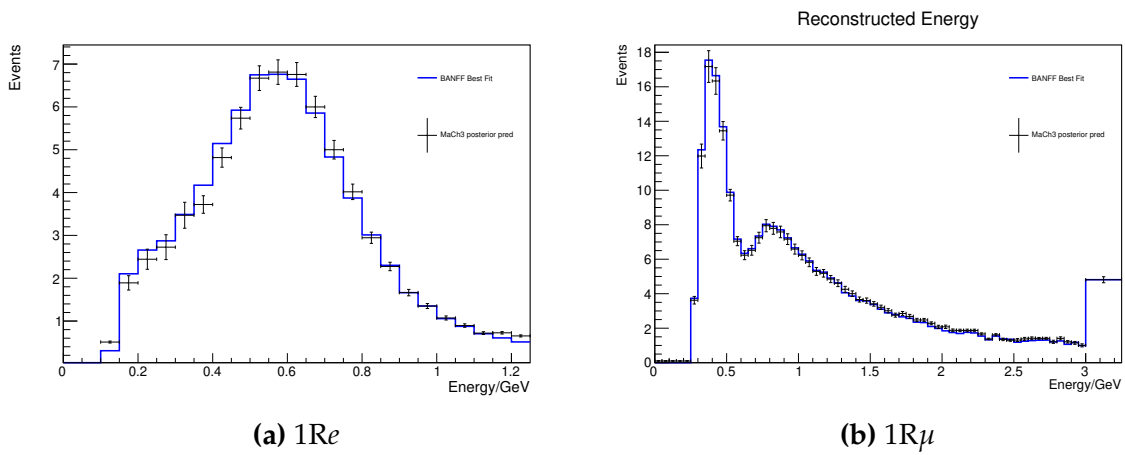 Reconstructed Energy
Events
7
6
5
4
3
2
1
BANFF Best Fit
MaCh3 posterior pred
0 0.2 0.4 0.6 0.8 1 1.2
Energy/GeV
(a) 1Re
Events
18
16
14
12
10
8
6
4
2
0
BANFF Best Fit
MaCh3 posterior pred
0 0.5 1 1.5 2 2.5 3
Energy/GeV
(b) 1Rμ